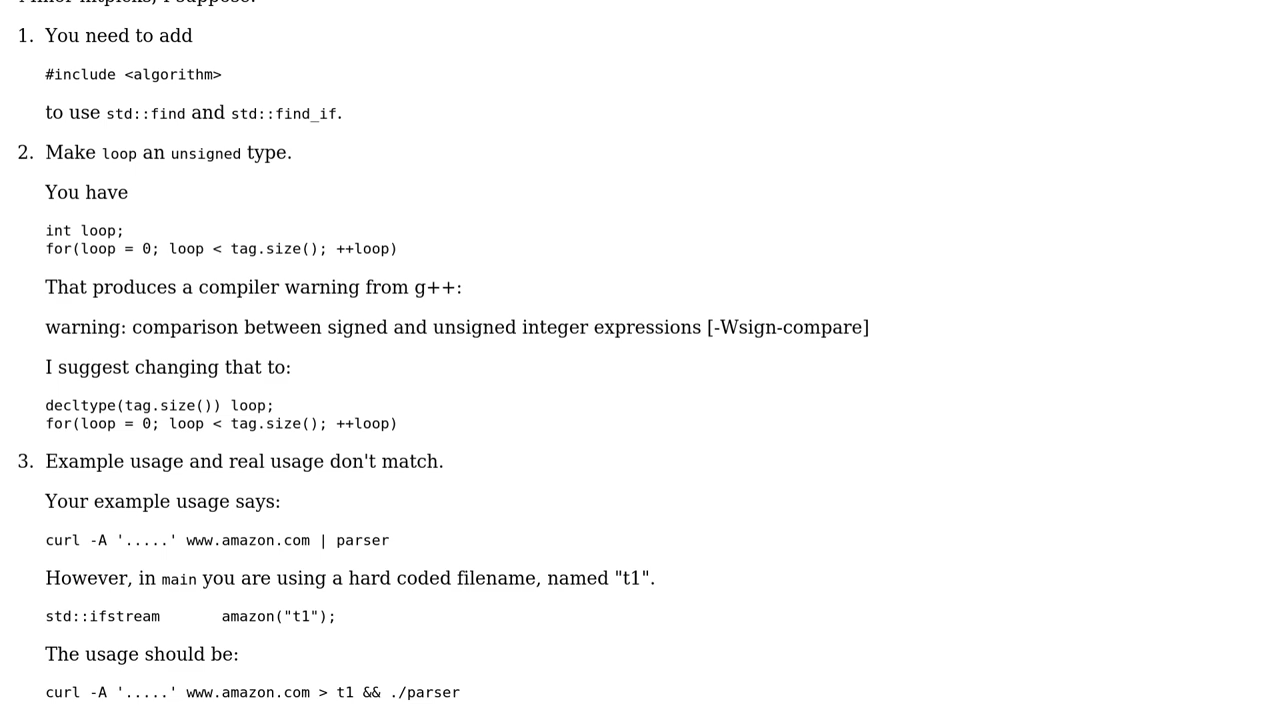 Minor nitpicks, I suppose.
1. You need to add
#include <algorithm>
to use std::find and std::find_if.
2. Make loop an unsigned type.
You have
int loop;
for(loop = 0; loop < tag.size(); ++loop)
That produces a compiler warning from g++:
warning: comparison between signed and unsigned integer expressions [-Wsign-compare]
I suggest changing that to:
decltype(tag.size()) loop;
for(loop = 0; loop < tag.size(); ++loop)
3. Example usage and real usage don't match.
Your example usage says:
curl -A '.....' www.amazon.com | parser
However, in main you are using a hard coded filename, named "t1".
std::ifstream       amazon("t1");
The usage should be:
curl -A '.....' www.amazon.com > t1 && ./parser